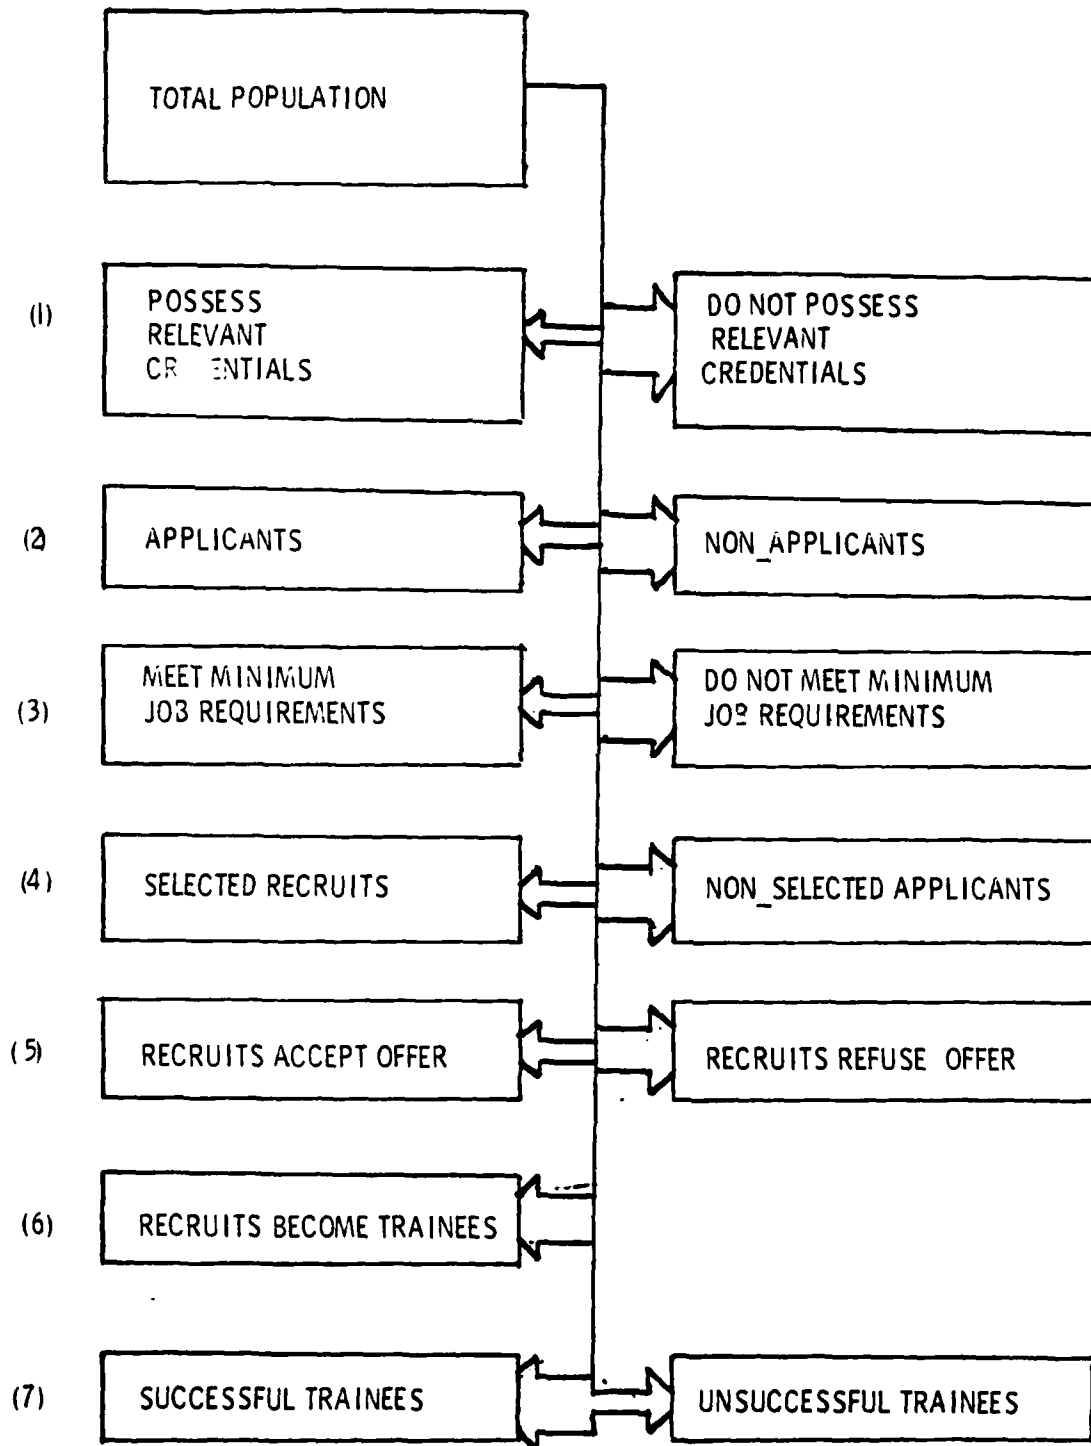 TOTAL POPULATION
(1)
POSSESS
RELEVANT
CREDENTIALS
DO NOT POSSESS
RELEVANT
CREDENTIALS
(2)
APPLICANTS
NON_APPLICANTS
(3)
MEET MINIMUM
JOB REQUIREMENTS
DO NOT MEET MINIMUM
JOB REQUIREMENTS
(4)
SELECTED RECRUITS
NON_SELECTED APPLICANTS
(5)
RECRUITS ACCEPT OFFER
RECRUITS REFUSE OFFER
(6)
RECRUITS BECOME TRAINEES
(7)
SUCCESSFUL TRAINEES
UNSUCCESSFUL TRAINEES